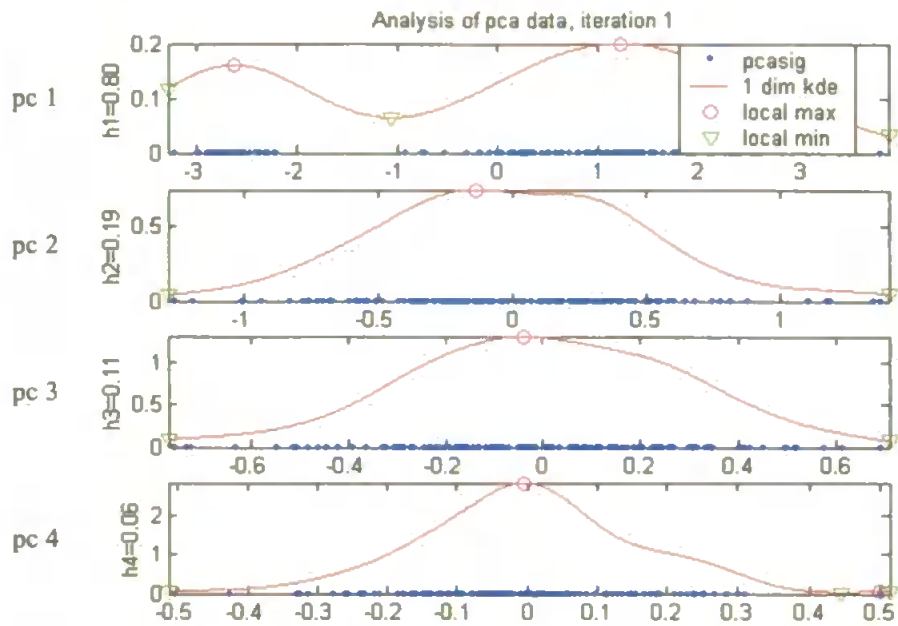 Analysis of pca data, iteration 1
pc 1
h1=0.80
0.2
0.1
0
-3 -2 -1 0 1 2 3
pcasig
1 dim kde
local max
local min
pc 2
h2=0.19
0.5
0
-1 -0.5 0 0.5 1
pc 3
h3=0.11
1
0.5
0
-0.6 -0.4 -0.2 0 0.2 0.4 0.6
pc 4
h4=0.06
2
1
0
-0.5 -0.4 -0.3 -0.2 -0.1 0 0.1 0.2 0.3 0.4 0.5